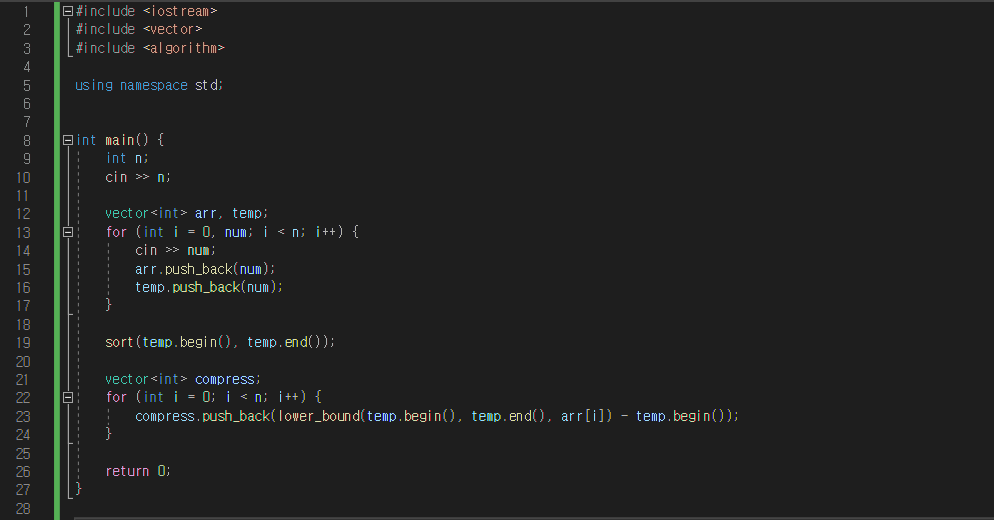 1 #include <iostream>
2 #include <vector>
3 #include <algorithm>
4
5 using namespace std;
6
7
8 int main() {
9 int n;
10 cin >> n;
11
12 vector<int> arr, temp;
13 for (int i = 0, num; i < n; i++) {
14 cin >> num;
15 arr.push_back(num);
16 temp.push_back(num);
17 }
18
19 sort(temp.begin(), temp.end());
20
21 vector<int> compress;
22 for (int i = 0; i < n; i++) {
23 compress.push_back(lower_bound(temp.begin(), temp.end(), arr[i]) - temp.begin());
24 }
25
26 return 0;
27 }
28